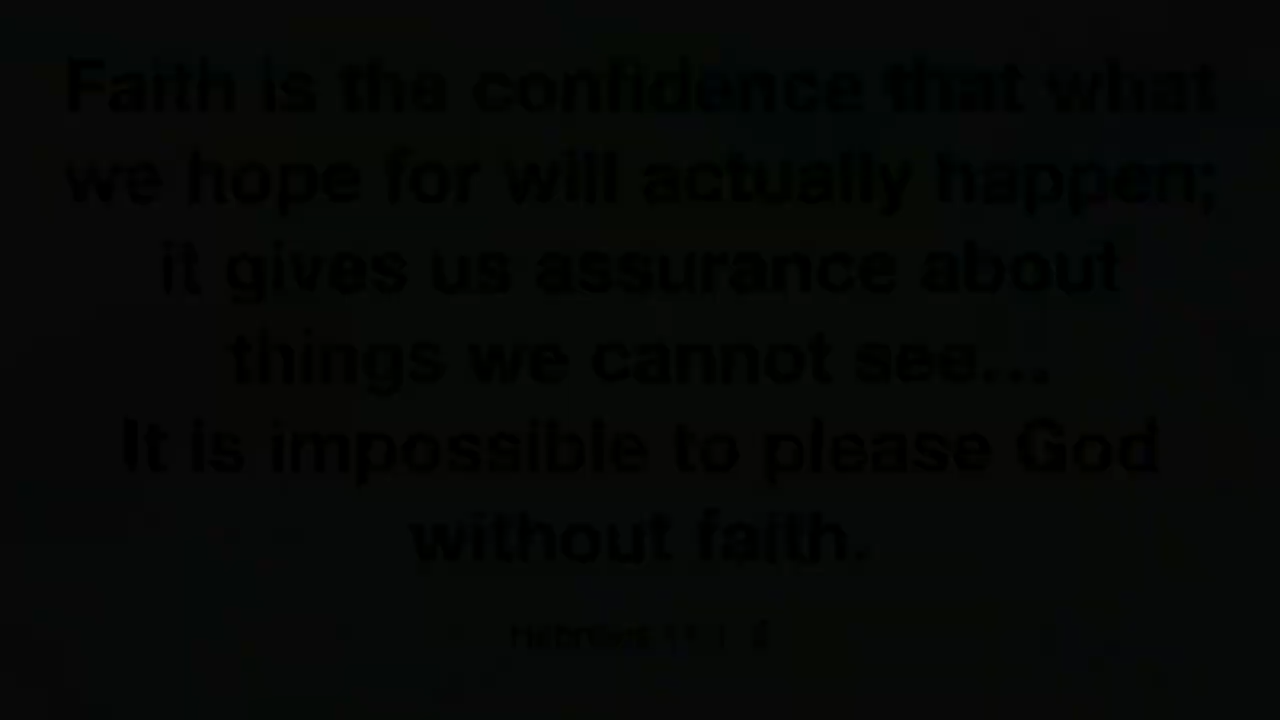 Faith is the confidence that what
we hope for will actually happen;
it gives us assurance about
things we cannot see...
It is impossible to please God
without faith.
Hebrews